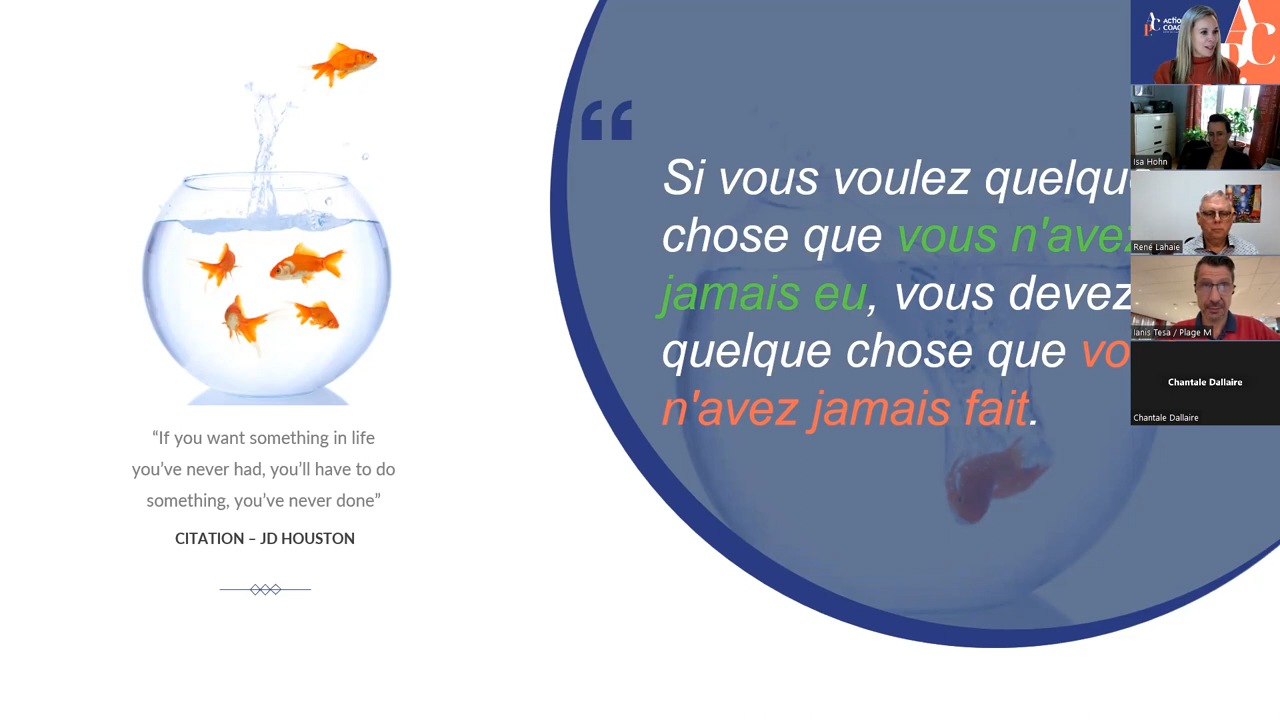 “If you want something in life
you’ve never had, you’ll have to do
something, you’ve never done”
CITATION – JD HOUSTON
“
Si vous voulez quelque
chose que vous n'avez
jamais eu, vous devez
quelque chose que vo
n'avez jamais fait.
Isa Hohn
René Lahaie
Ianis Tesa / Plage M
Chantale Dallaire
Chantale Dallaire